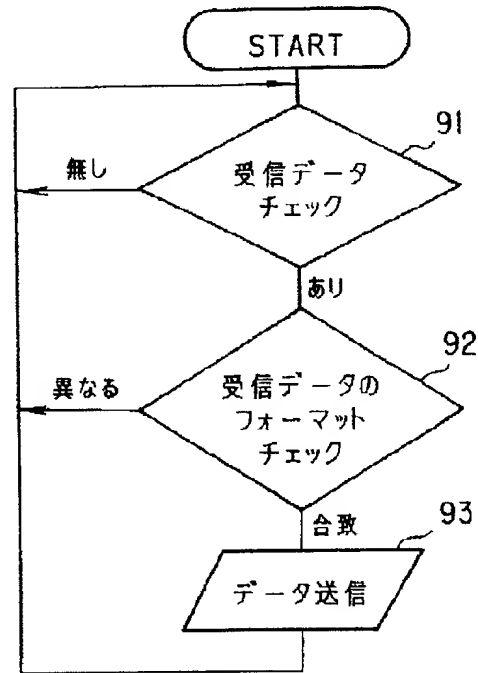 START
91
無し
受信データ
チェック
あり
92
異なる
受信データの
フォーマット
チェック
合致
93
データ送信